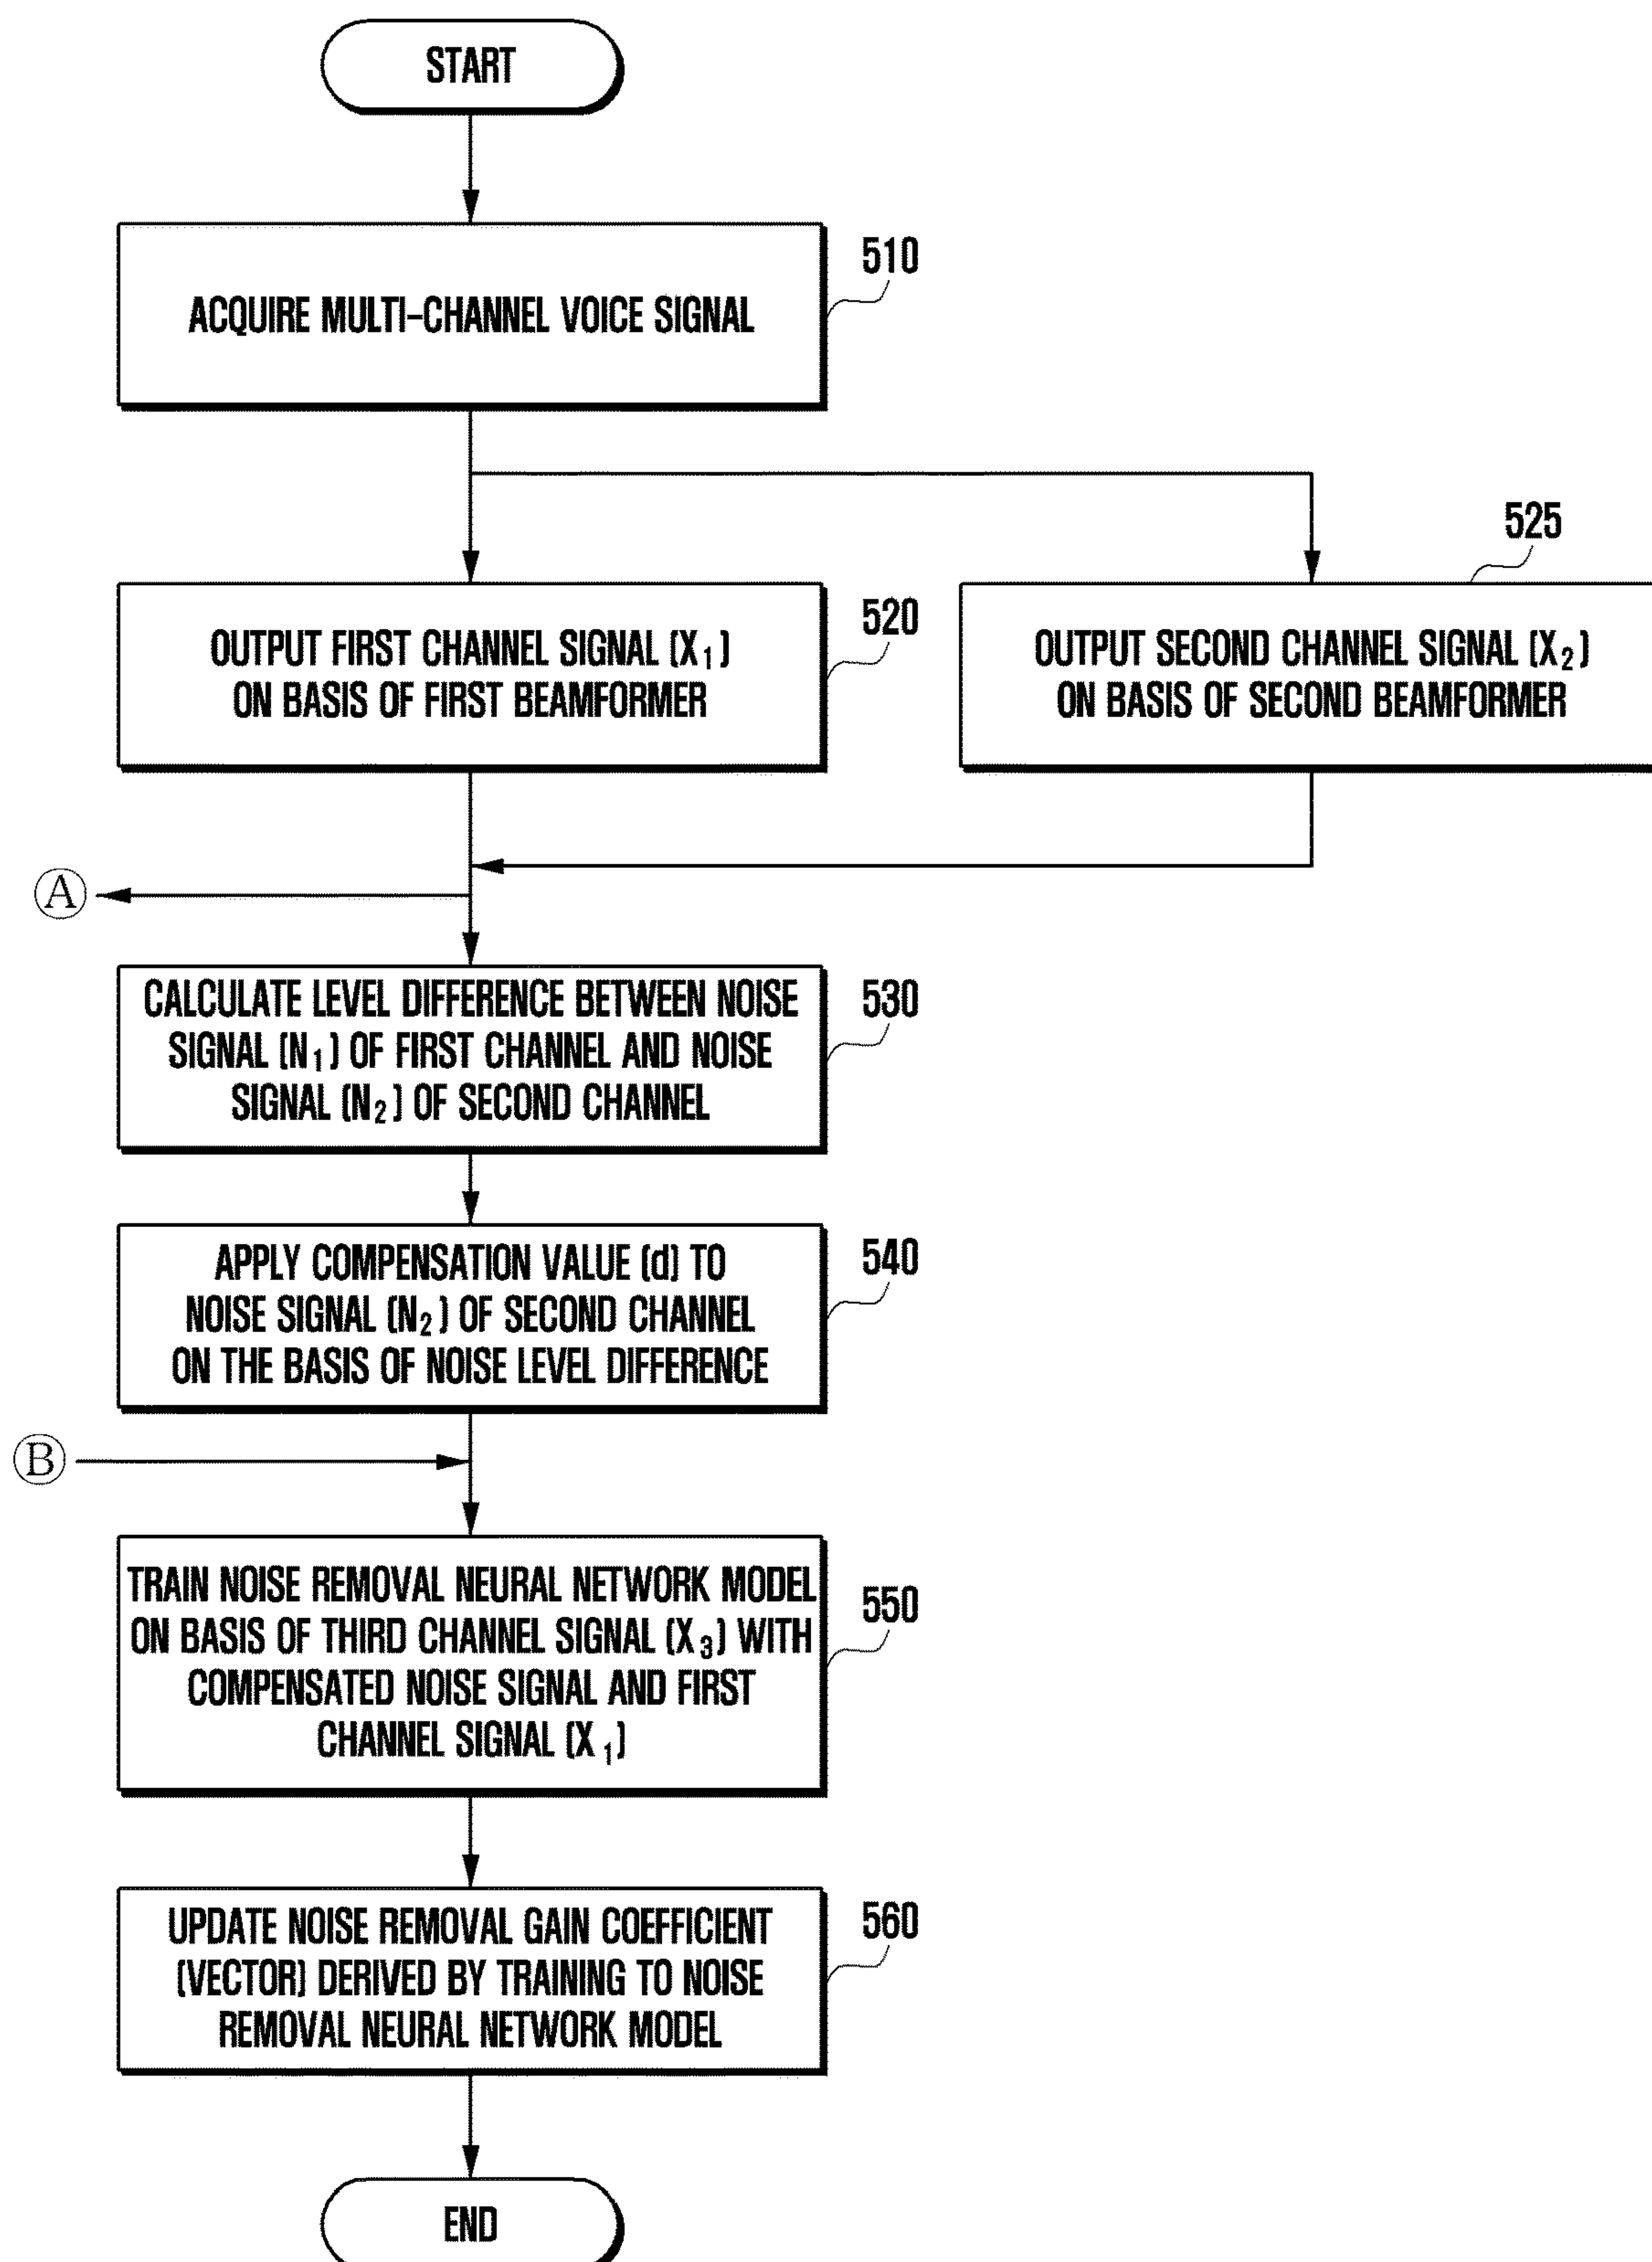 START
ACQUIRE MULTI-CHANNEL VOICE SIGNAL
510
525
OUTPUT FIRST CHANNEL SIGNAL (X₁)
ON BASIS OF FIRST BEAMFORMER
520
OUTPUT SECOND CHANNEL SIGNAL (X₂)
ON BASIS OF SECOND BEAMFORMER
Ⓐ
CALCULATE LEVEL DIFFERENCE BETWEEN NOISE
SIGNAL (N₁) OF FIRST CHANNEL AND NOISE
SIGNAL (N₂) OF SECOND CHANNEL
530
APPLY COMPENSATION VALUE (d) TO
NOISE SIGNAL (N₂) OF SECOND CHANNEL
ON THE BASIS OF NOISE LEVEL DIFFERENCE
540
Ⓑ
TRAIN NOISE REMOVAL NEURAL NETWORK MODEL
ON BASIS OF THIRD CHANNEL SIGNAL (X₃) WITH
COMPENSATED NOISE SIGNAL AND FIRST
CHANNEL SIGNAL (X₁)
550
UPDATE NOISE REMOVAL GAIN COEFFICIENT
(VECTOR) DERIVED BY TRAINING TO NOISE
REMOVAL NEURAL NETWORK MODEL
560
END